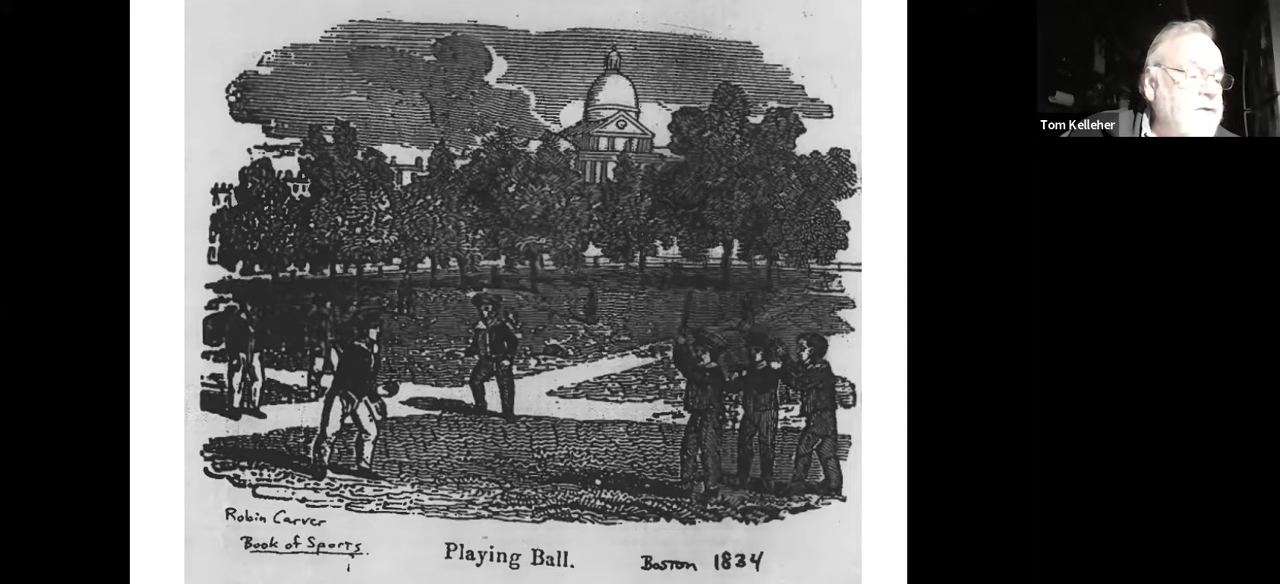 Tom Kelleher
Robin Carver
Book of Sports.
Playing Ball.
Boston 1834